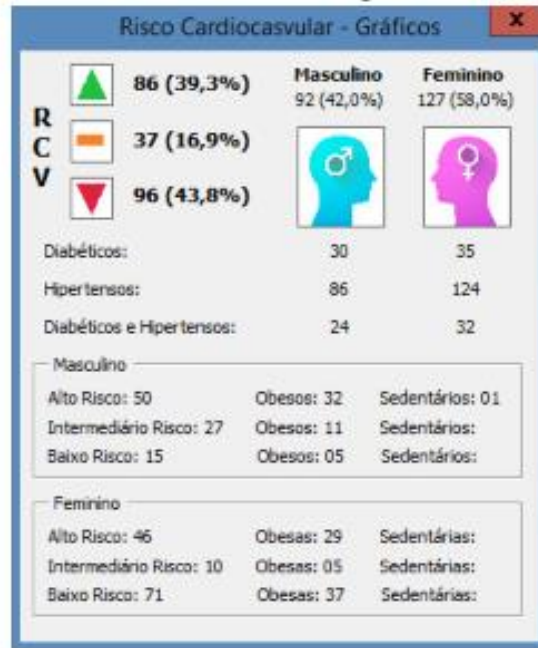 Risco Cardiocasvular - Gráficos X
RCV
86 (39,3%)
37 (16,9%)
96 (43,8%)
Masculino Feminino
92 (42,0%) 127 (58,0%)
Diabéticos: 30 35
Hipertensos: 86 124
Diabéticos e Hipertensos: 24 32
Masculino
Alto Risco: 50 Obesos: 32 Sedentários: 01
Intermediário Risco: 27 Obesos: 11 Sedentários:
Baixo Risco: 15 Obesos: 05 Sedentários:
Feminino
Alto Risco: 46 Obesas: 29 Sedentárias:
Intermediário Risco: 10 Obesas: 05 Sedentárias:
Baixo Risco: 71 Obesas: 37 Sedentárias: